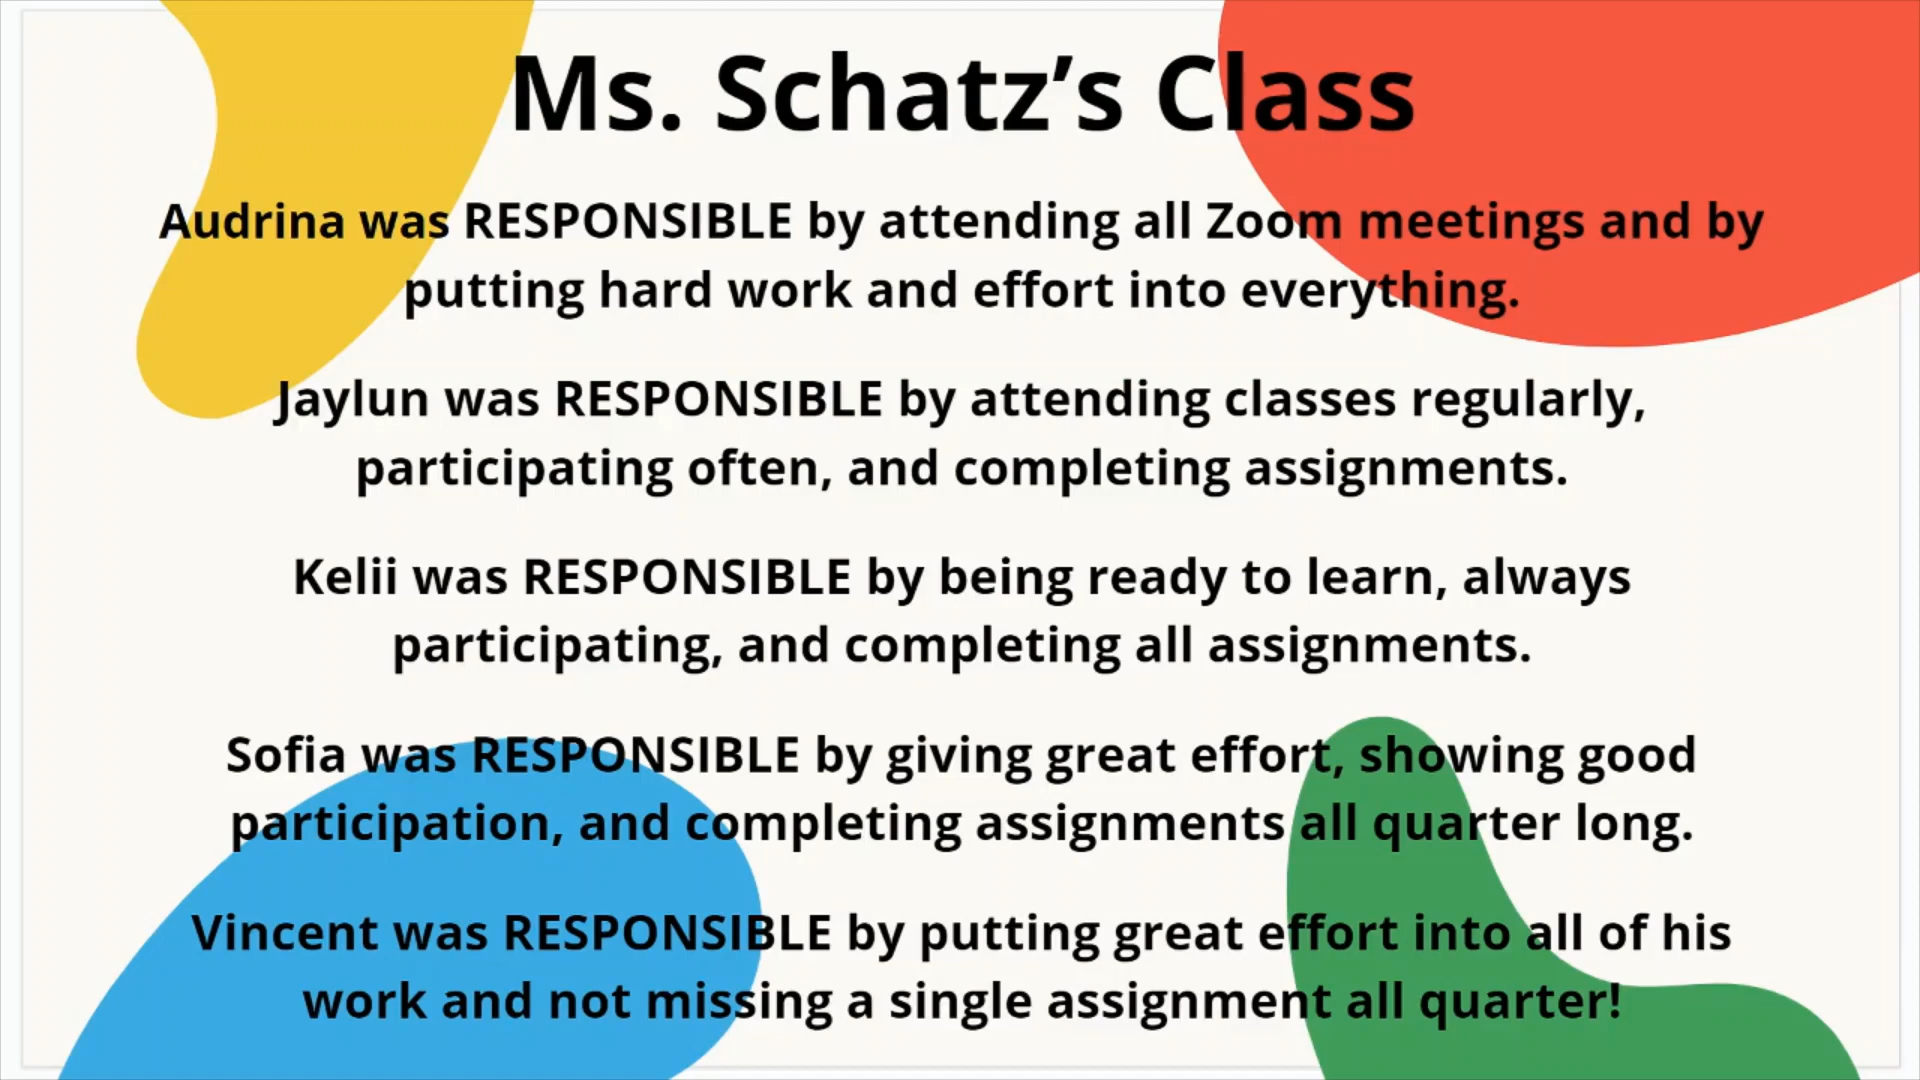 Ms. Schatz’s Class
Audrina was RESPONSIBLE by attending all Zoom meetings and by
putting hard work and effort into everything.
Jaylun was RESPONSIBLE by attending classes regularly,
participating often, and completing assignments.
Kelii was RESPONSIBLE by being ready to learn, always
participating, and completing all assignments.
Sofia was RESPONSIBLE by giving great effort, showing good
participation, and completing assignments all quarter long.
Vincent was RESPONSIBLE by putting great effort into all of his
work and not missing a single assignment all quarter!